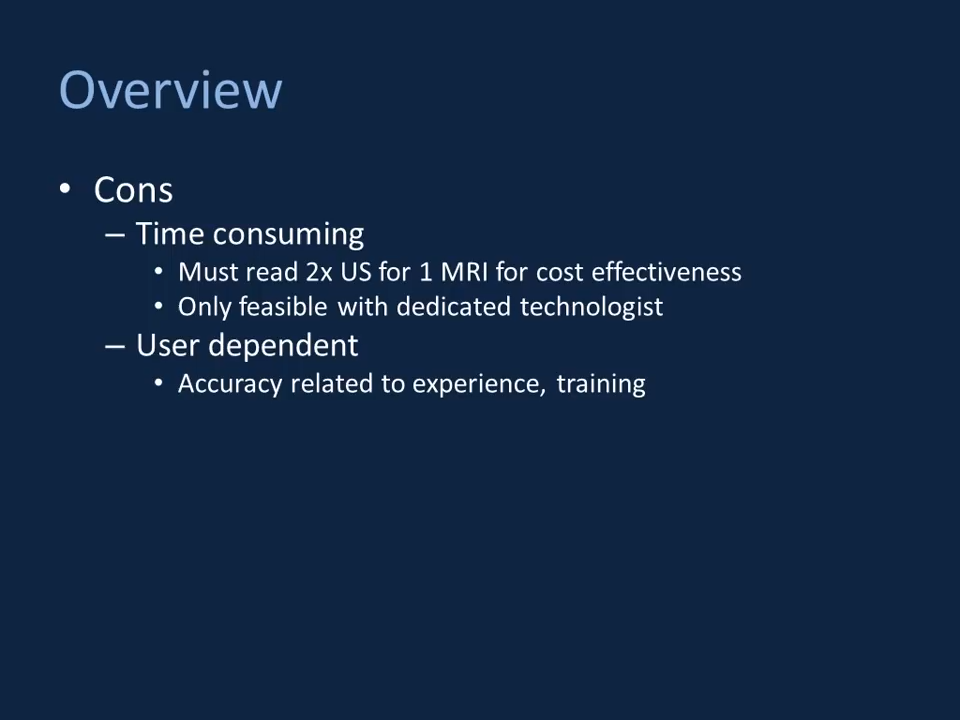 Overview
• Cons
– Time consuming
• Must read 2x US for 1 MRI for cost effectiveness
• Only feasible with dedicated technologist
– User dependent
• Accuracy related to experience, training